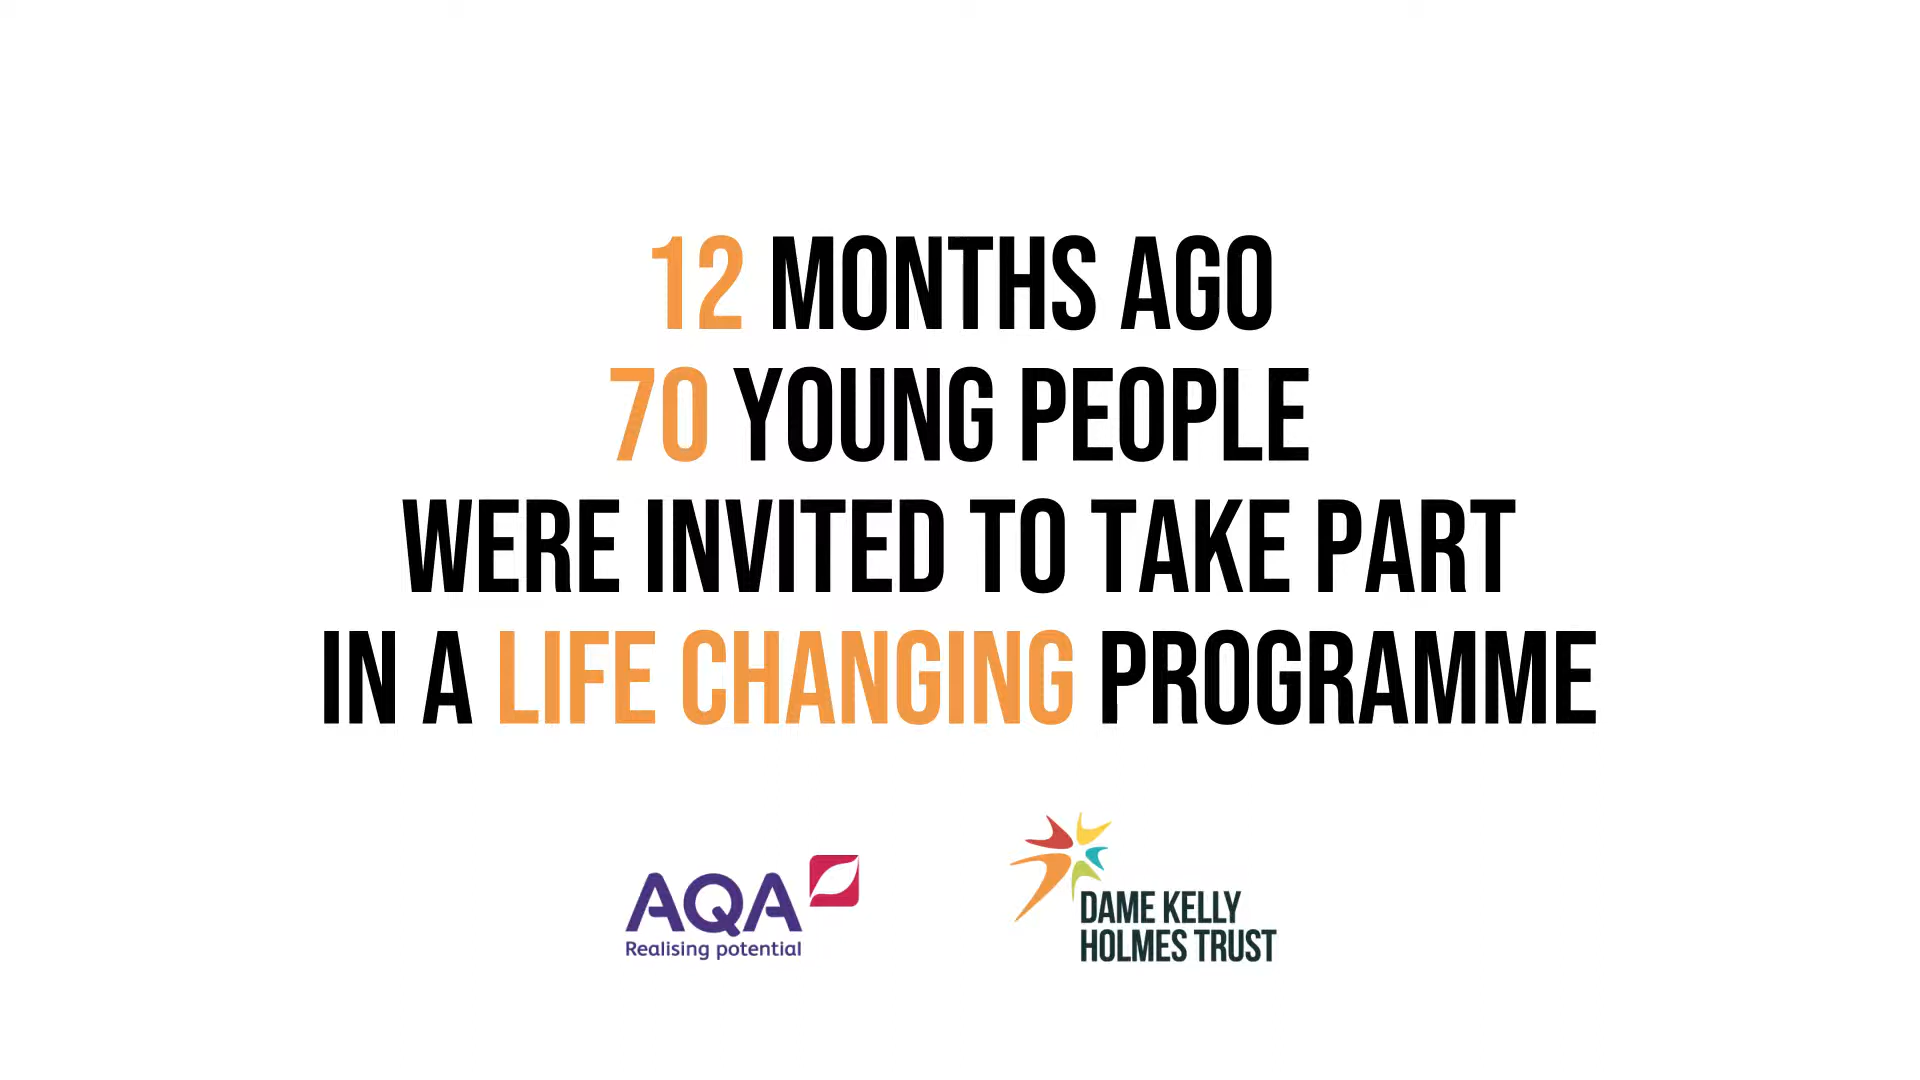 12 MONTHS AGO
70 YOUNG PEOPLE
WERE INVITED TO TAKE PART
IN A LIFE CHANGING PROGRAMME
AQA
Realising potential
DAME KELLY
HOLMES TRUST